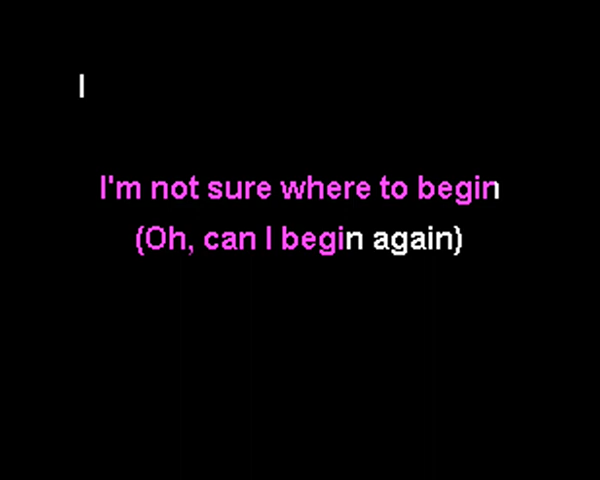 I
I'm not sure where to begin
(Oh, can I begin again)